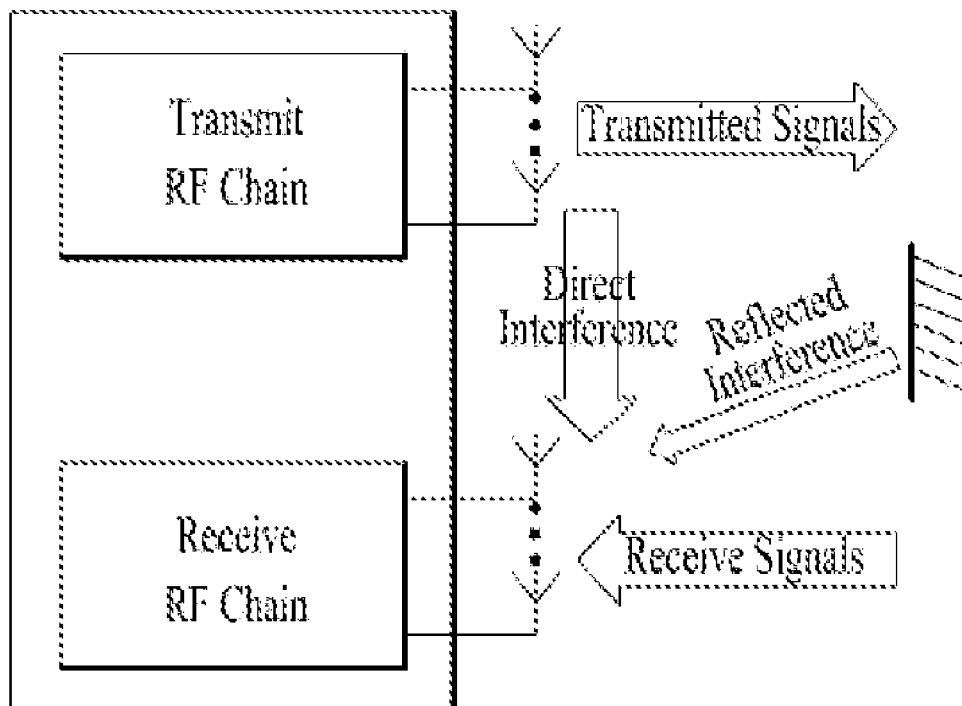 Transmit
RF Chain
Transmitted Signals
Direct
Interference
Reflected
Interference
Receive
RF Chain
Receive Signals